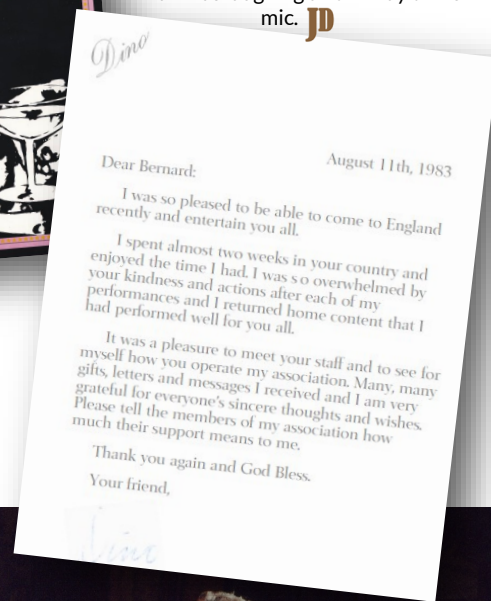 mic. JD
Dino
August 11th, 1983
Dear Bernard:
I was so pleased to be able to come to England
recently and entertain you all.
I spent almost two weeks in your country and
enjoyed the time I had. I was so overwhelmed by
your kindness and actions after each of my
performances and I returned home content that I
had performed well for you all.
It was a pleasure to meet your staff and to see for
myself how you operate my association. Many, many
gifts, letters and messages I received and I am very
grateful for everyone's sincere thoughts and wishes.
Please tell the members of my association how
much their support means to me.
Thank you again and God Bless.
Your friend,
Dino